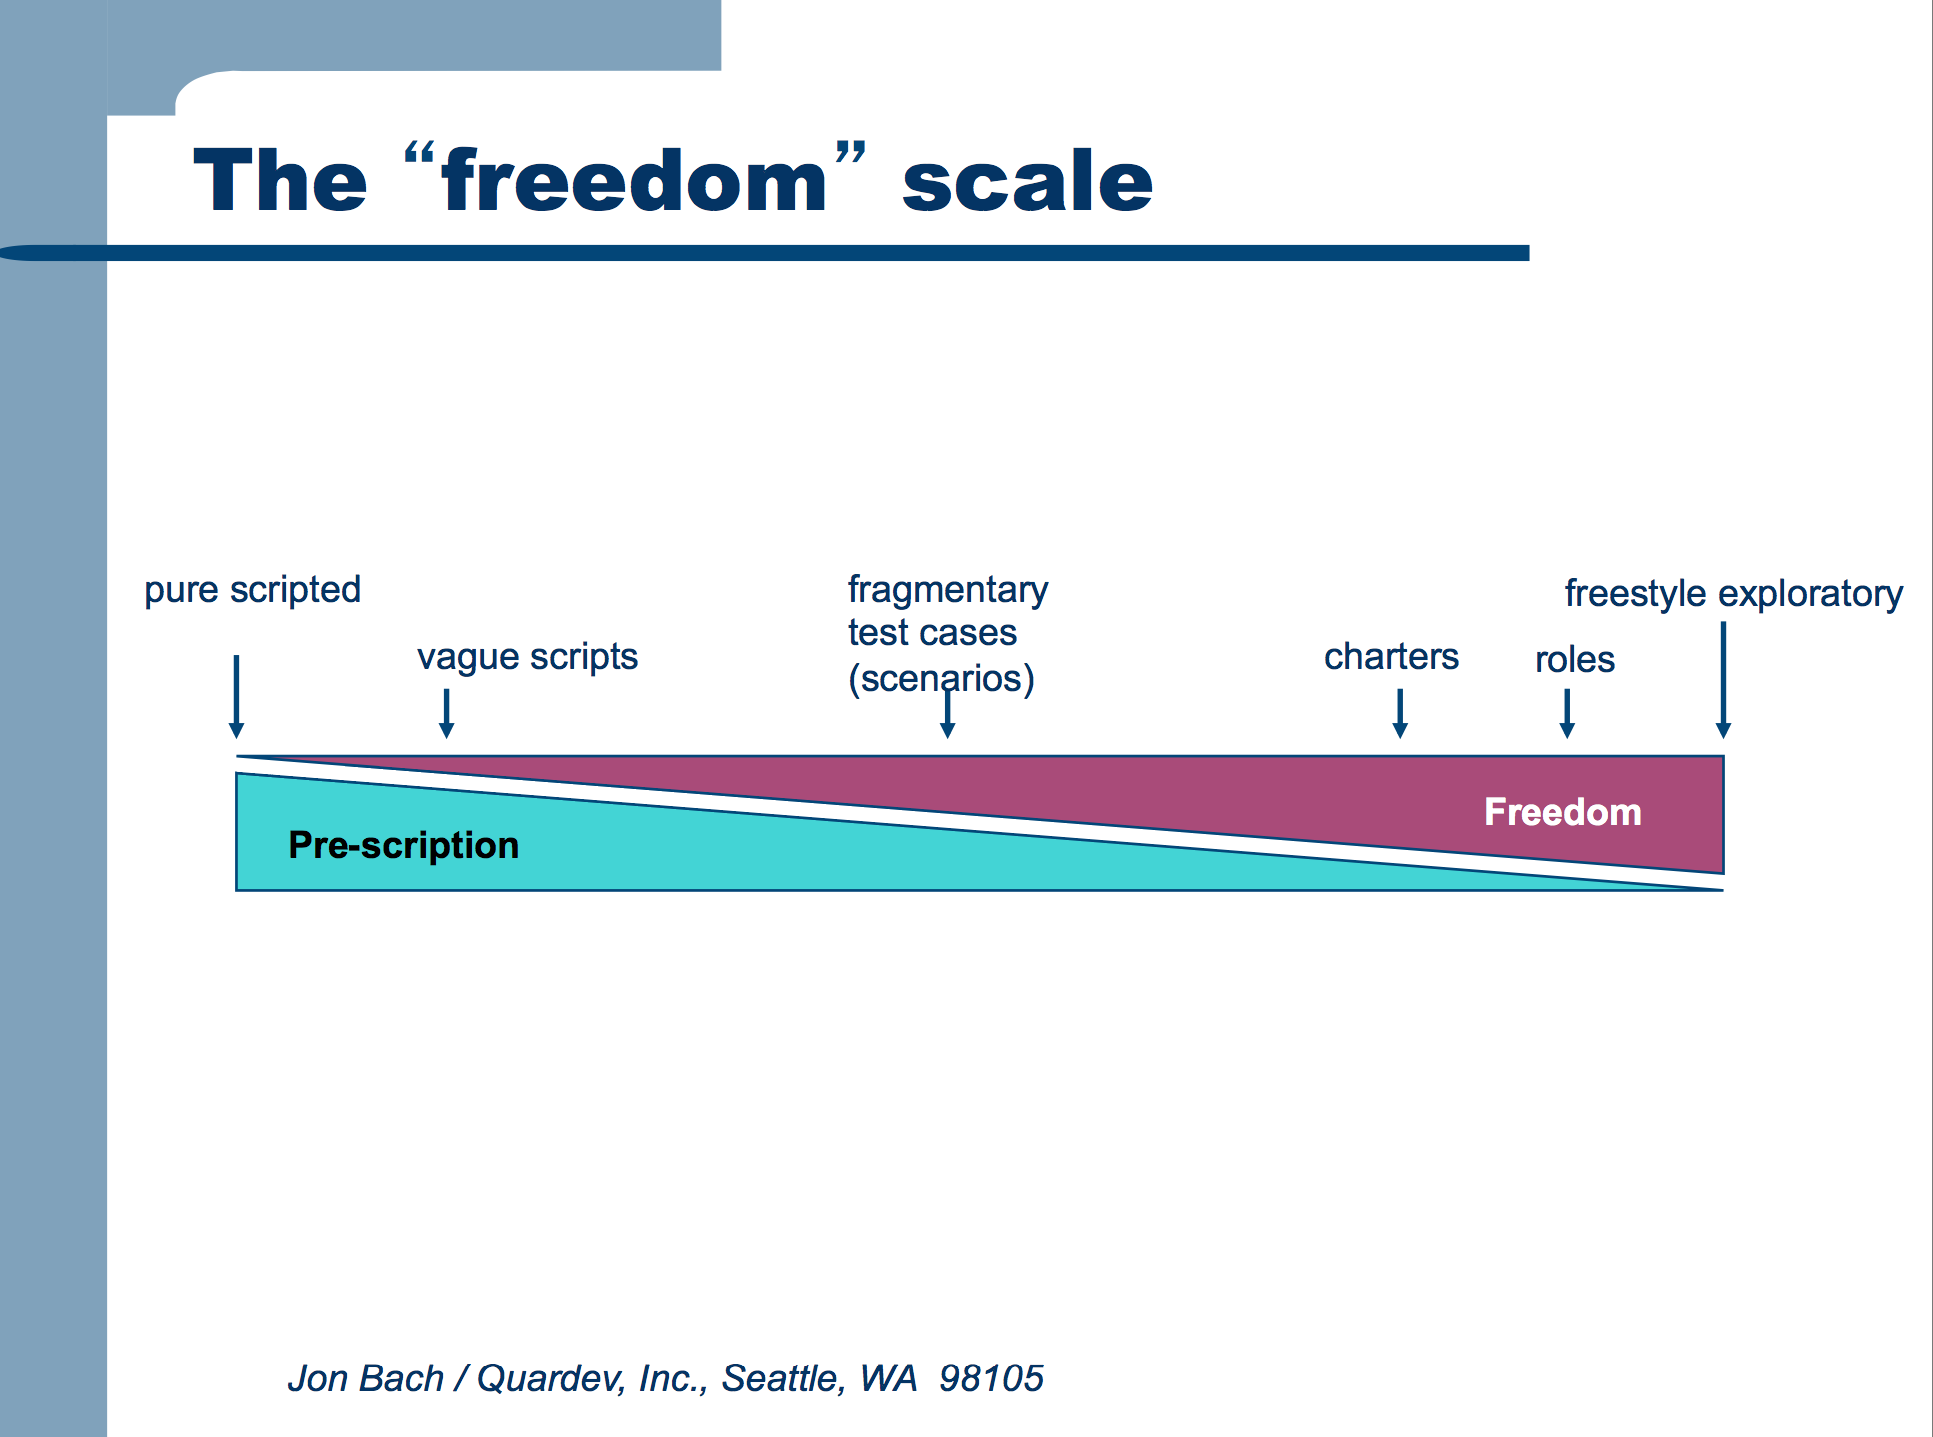 The “freedom” scale
pure scripted
vague scripts
fragmentary
test cases
(scenarios)
charters
roles
freestyle exploratory
Pre-scription
Freedom
Jon Bach / Quardev, Inc., Seattle, WA  98105